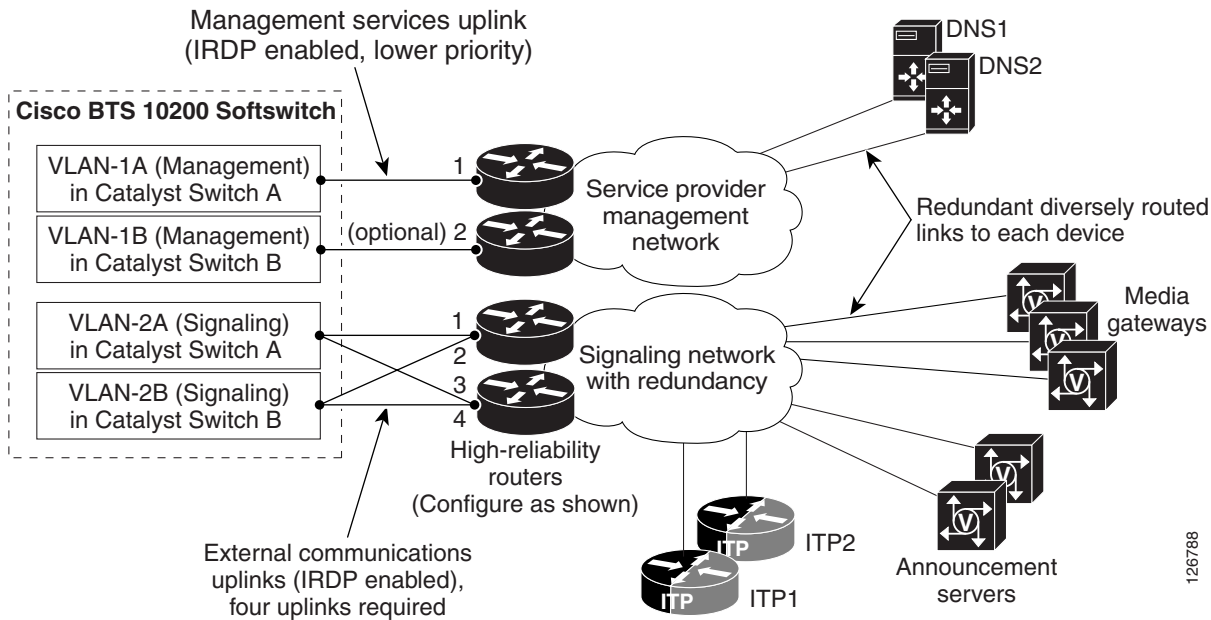 Management services uplink
(IRDP enabled, lower priority)
DNS1
DNS2
Cisco BTS 10200 Softswitch
VLAN-1A (Management)
in Catalyst Switch A
1
VLAN-1B (Management)
in Catalyst Switch B
(optional) 2
Service provider
management
network
Redundant diversely routed
links to each device
VLAN-2A (Signaling)
in Catalyst Switch A
1
2
VLAN-2B (Signaling)
in Catalyst Switch B
3
4
Signaling network
with redundancy
Media
gateways
V
V
V
High-reliability
routers
(Configure as shown)
External communications
uplinks (IRDP enabled),
four uplinks required
ITP
ITP2
ITP
ITP1
V
V
Announcement
servers
126788